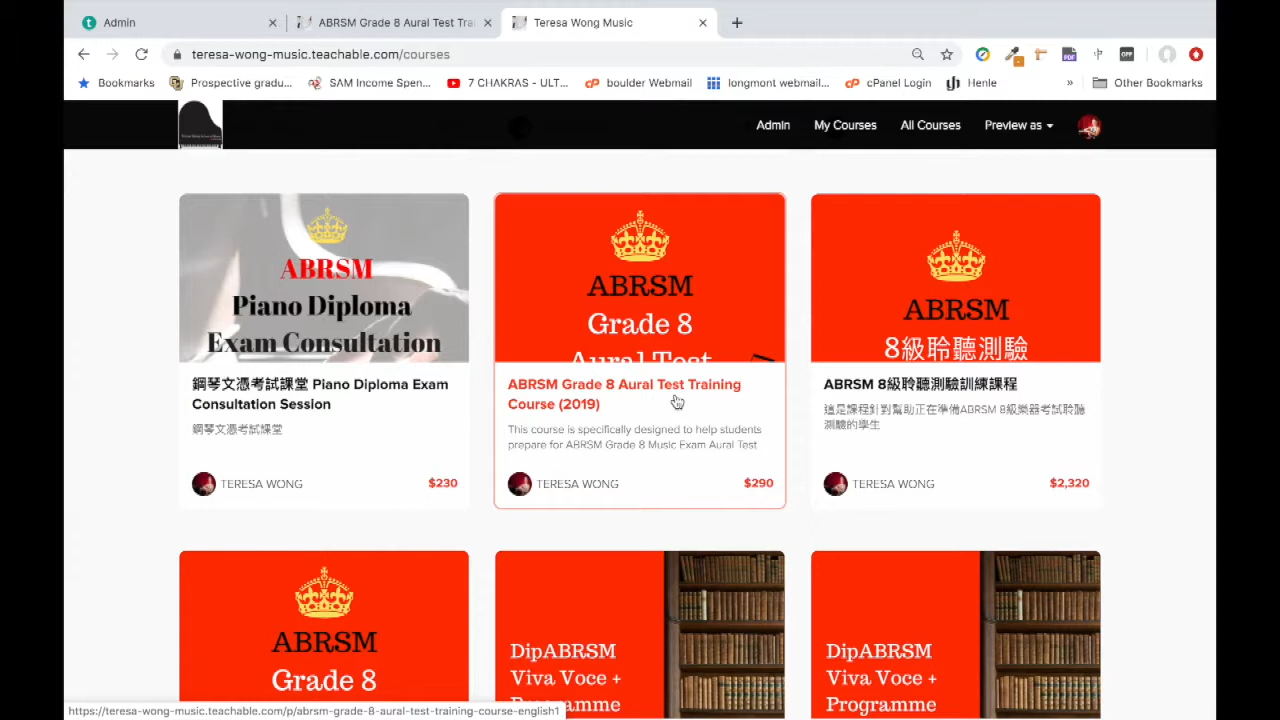 Admin
ABRSM Grade 8 Aural Test Trai
Teresa Wong Music
teresa-wong-music.teachable.com/courses
OFF
PDF
Bookmarks
Prospective gradu...
SAM Income Spen...
7 CHAKRAS - ULT...
boulder Webmail
longmont webmail...
cPanel Login
Henle
»
Other Bookmarks
Admin
My Courses
All Courses
Preview as
ABRSM
Piano Diploma
Exam Consultation
鋼琴文憑考試課堂 Piano Diploma Exam
Consultation Session
鋼琴文憑考試課堂
TERESA WONG
$230
ABRSM
Grade 8
Aural Test
ABRSM Grade 8 Aural Test Training
Course (2019)
This course is specifically designed to help students
prepare for ABRSM Grade 8 Music Exam Aural Test
TERESA WONG
$290
ABRSM
8級聆聽測驗
ABRSM 8級聆聽測驗訓練課程
這是課程針對幫助正在準備ABRSM 8級樂器考試聆聽
測驗的學生
TERESA WONG
$2,320
ABRSM
Grade 8
DipABRSM
Viva Voce +
Programme
DipABRSM
Viva Voce +
Programme
https://teresa-wong-music.teachable.com/p/abrsm-grade-8-aural-test-training-course-english1